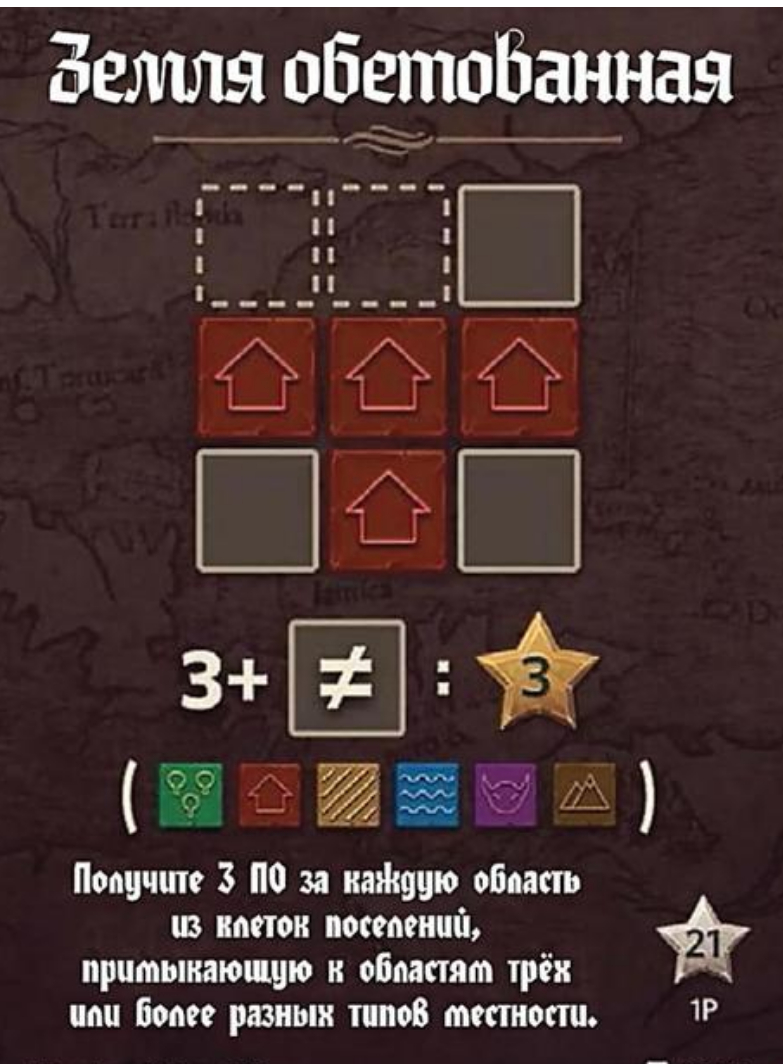 Земля обетованная
3+ ≠ : 3
Получите 3 ПО за каждую область
из клеток поселений,
примыкающую к областям трёх
или более разных типов местности.
21
1P